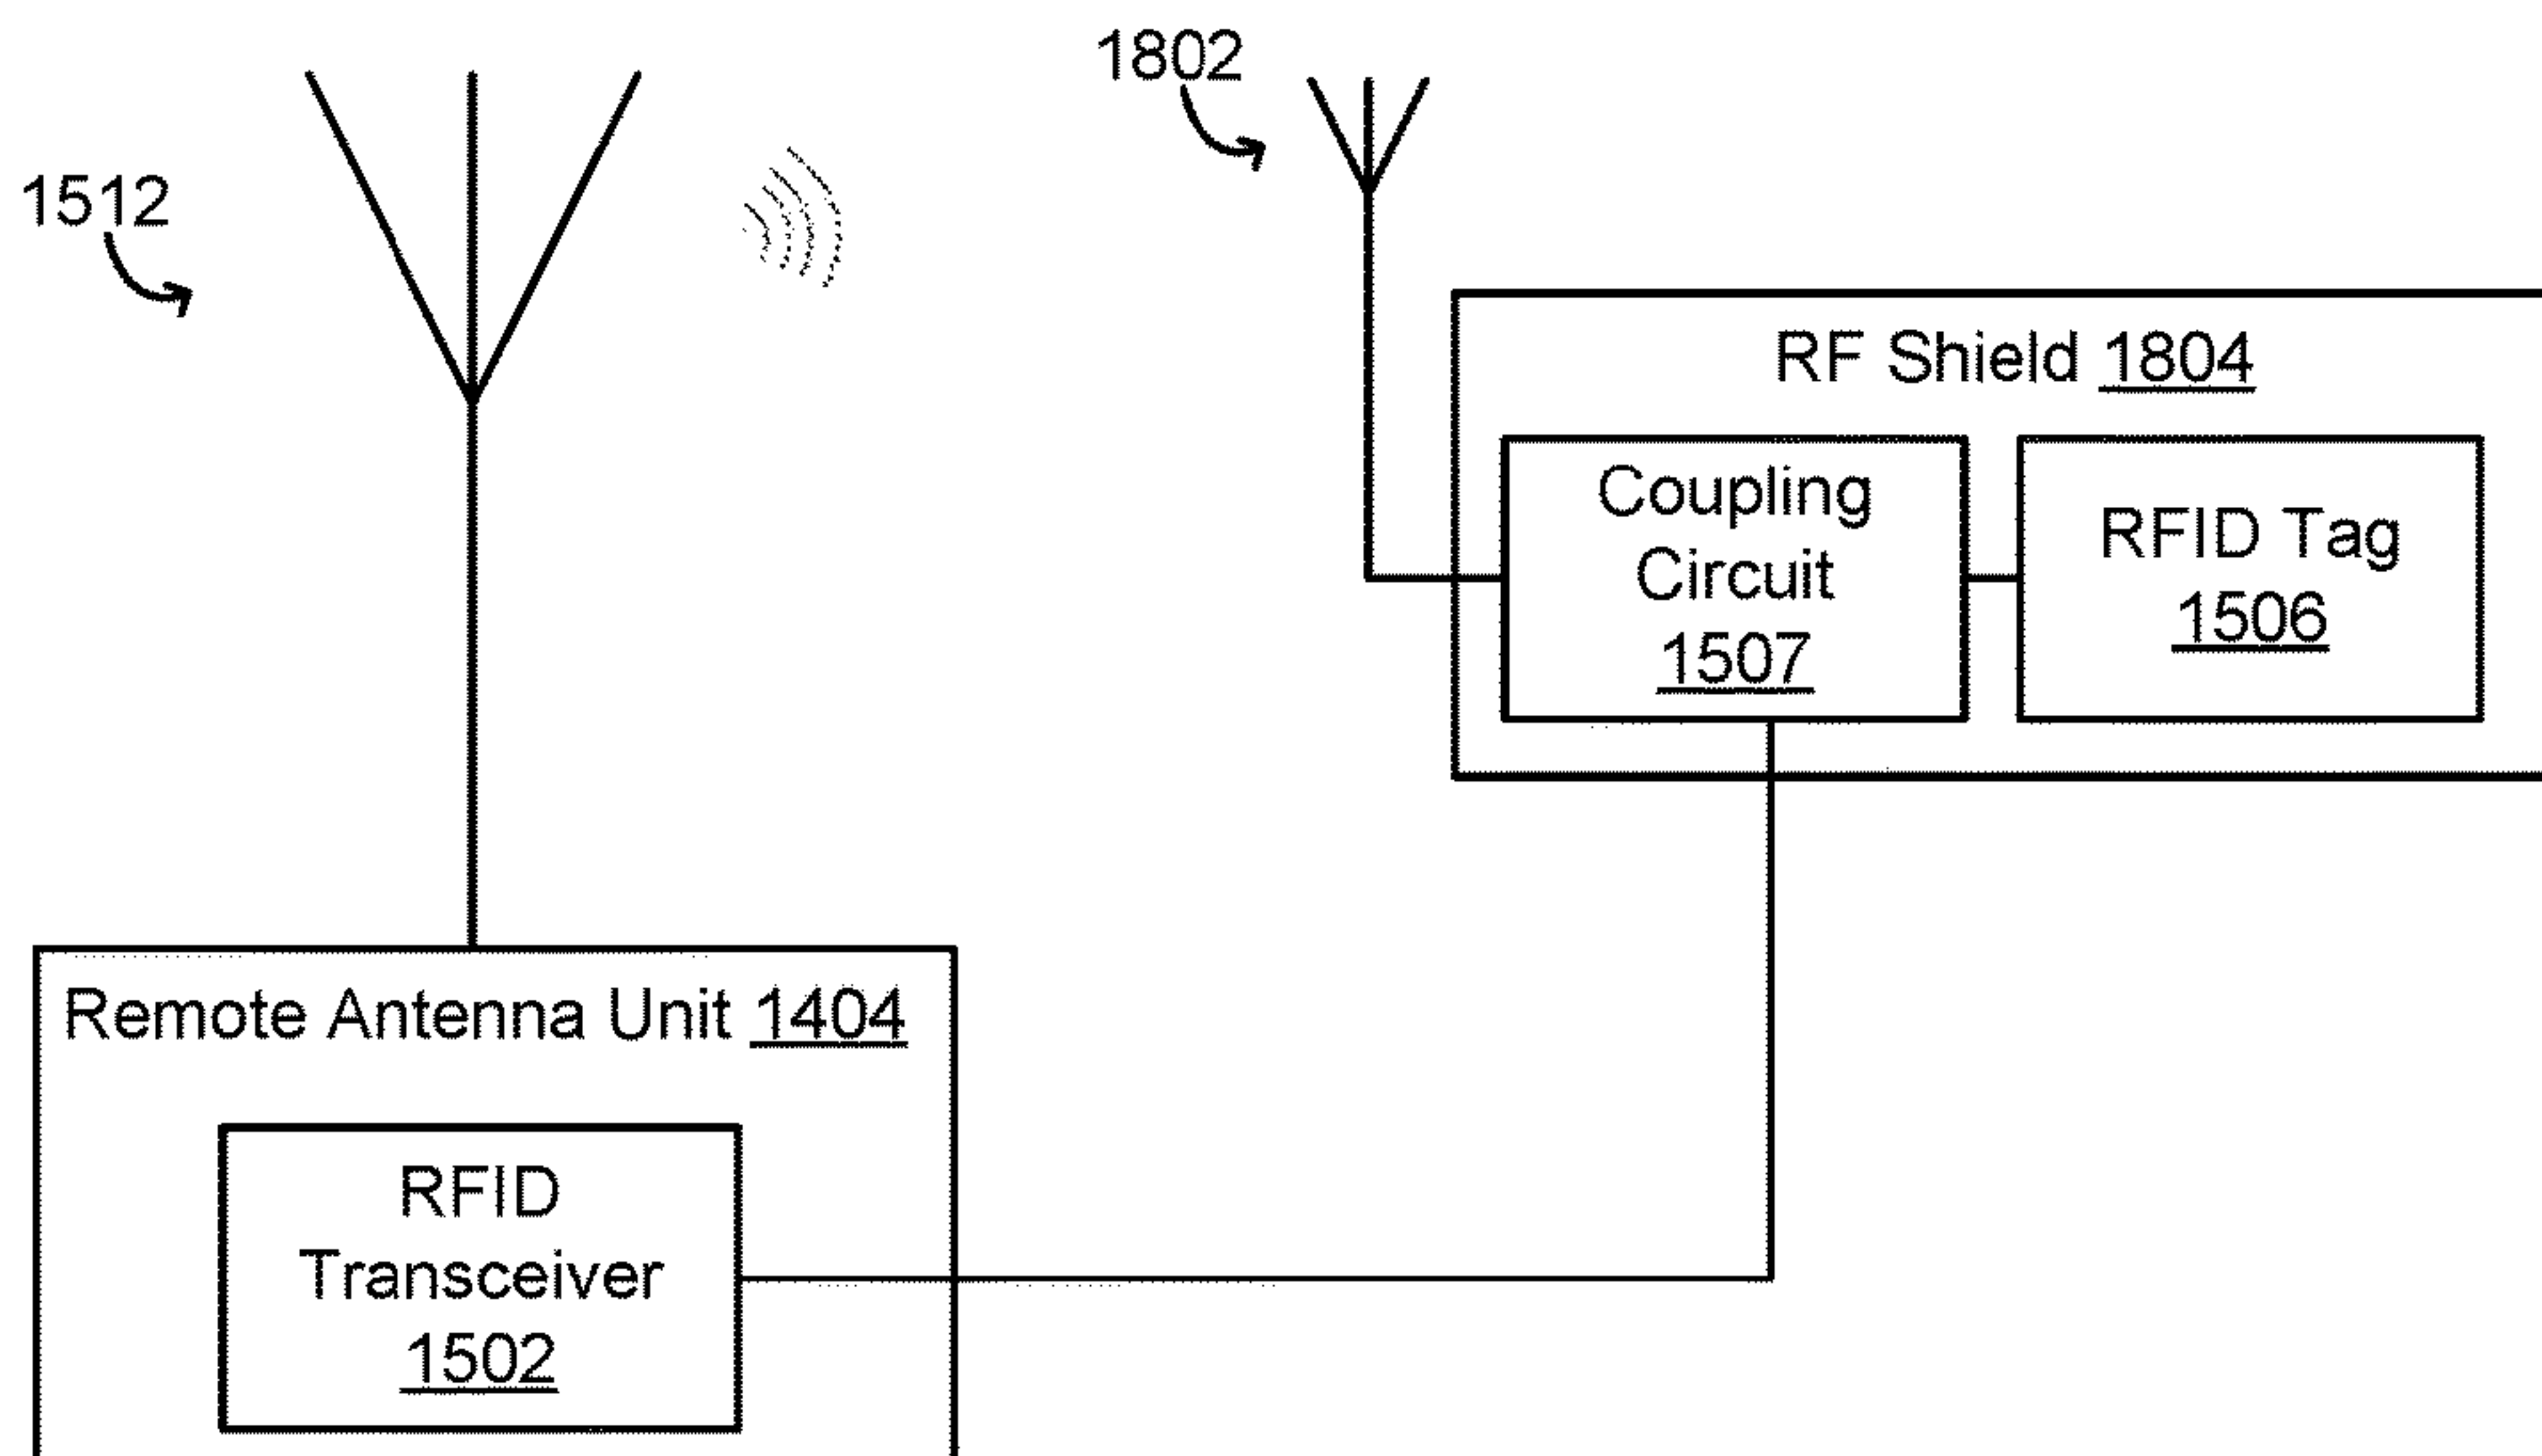 1802
1512
RF Shield 1804
Coupling
Circuit
1507
RFID Tag
1506
Remote Antenna Unit 1404
RFID
Transceiver
1502